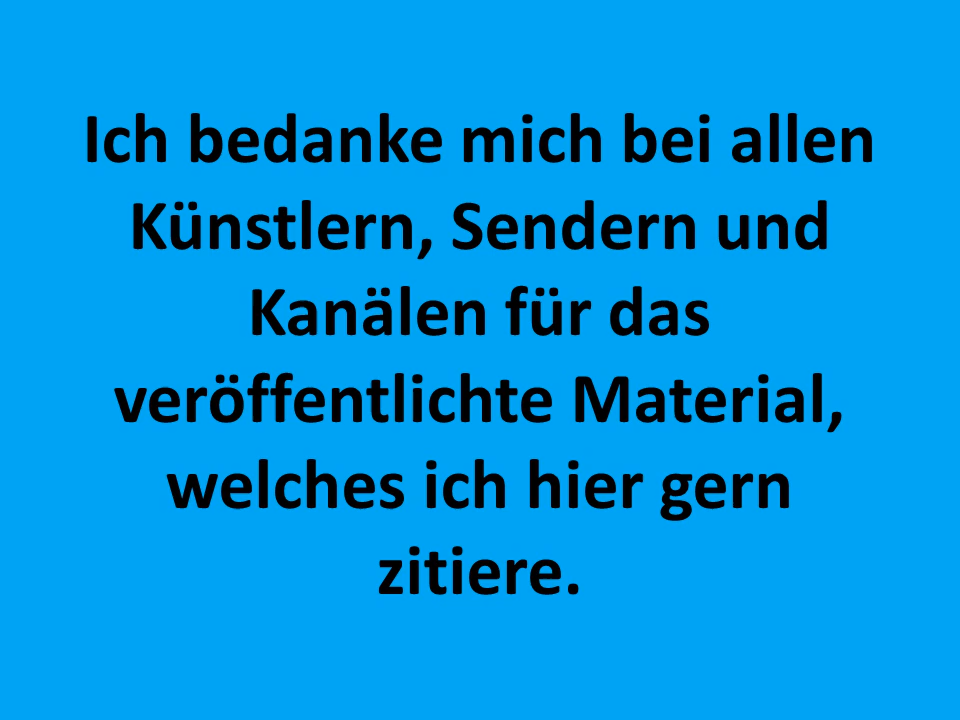 Ich bedanke mich bei allen
Künstlern, Sendern und
Kanälen für das
veröffentlichte Material,
welches ich hier gern
zitiere.